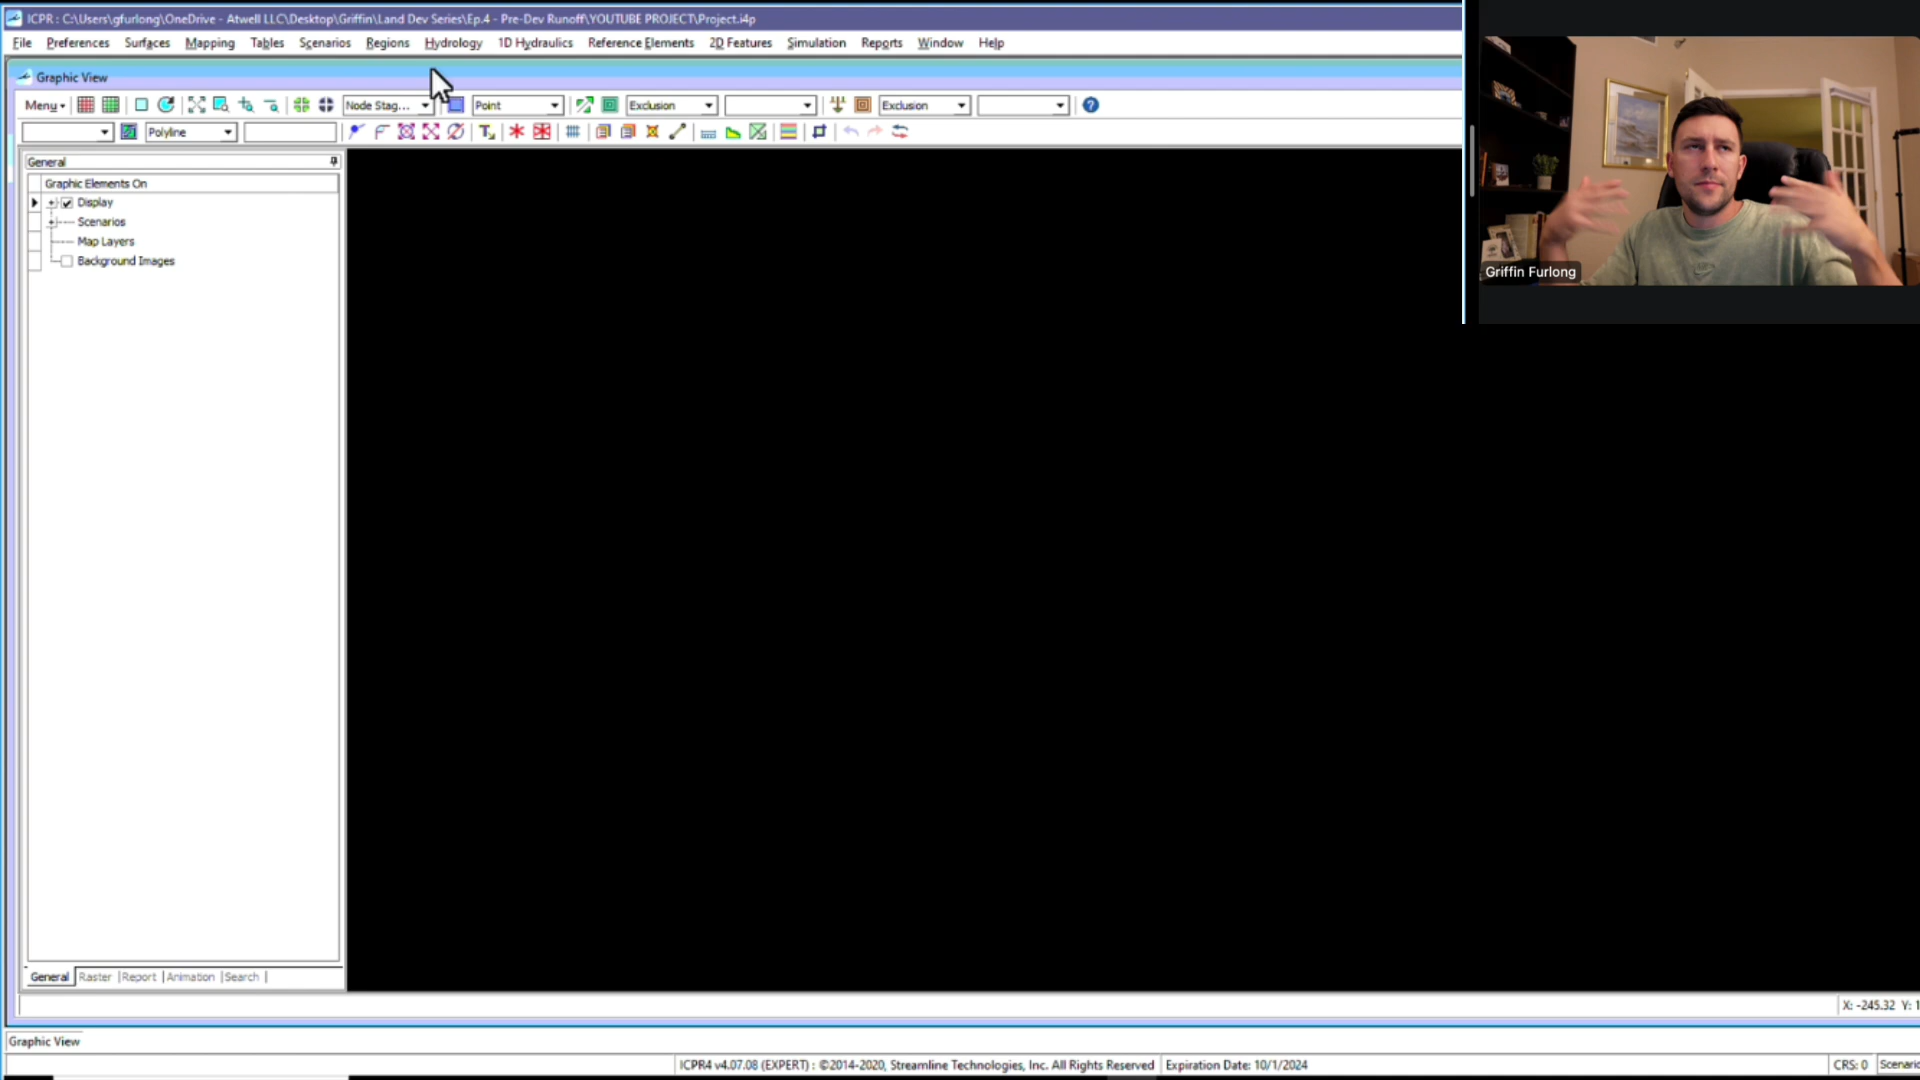 ICPR : C:\Users\gfurlong\OneDrive - Atwell LLC\Desktop\Griffin\Land Dev Series\Ep.4 - Pre-Dev Runoff\YOUTUBE PROJECT\Project.i4p
File Preferences Surfaces Mapping Tables Scenarios Regions Hydrology 1D Hydraulics Reference Elements 2D Features Simulation Reports Window Help
Graphic View
Menu Node Stag... Point Exclusion Exclusion
Polyline
General
Graphic Elements On
Display
Scenarios
Map Layers
Background Images
Griffin Furlong
General Raster Report Animation Search
X: -245.32 Y: 1
Graphic View
ICPR4 v4.07.08 (EXPERT) : ©2014-2020, Streamline Technologies, Inc. All Rights Reserved Expiration Date: 10/1/2024 CRS: 0 Scenario